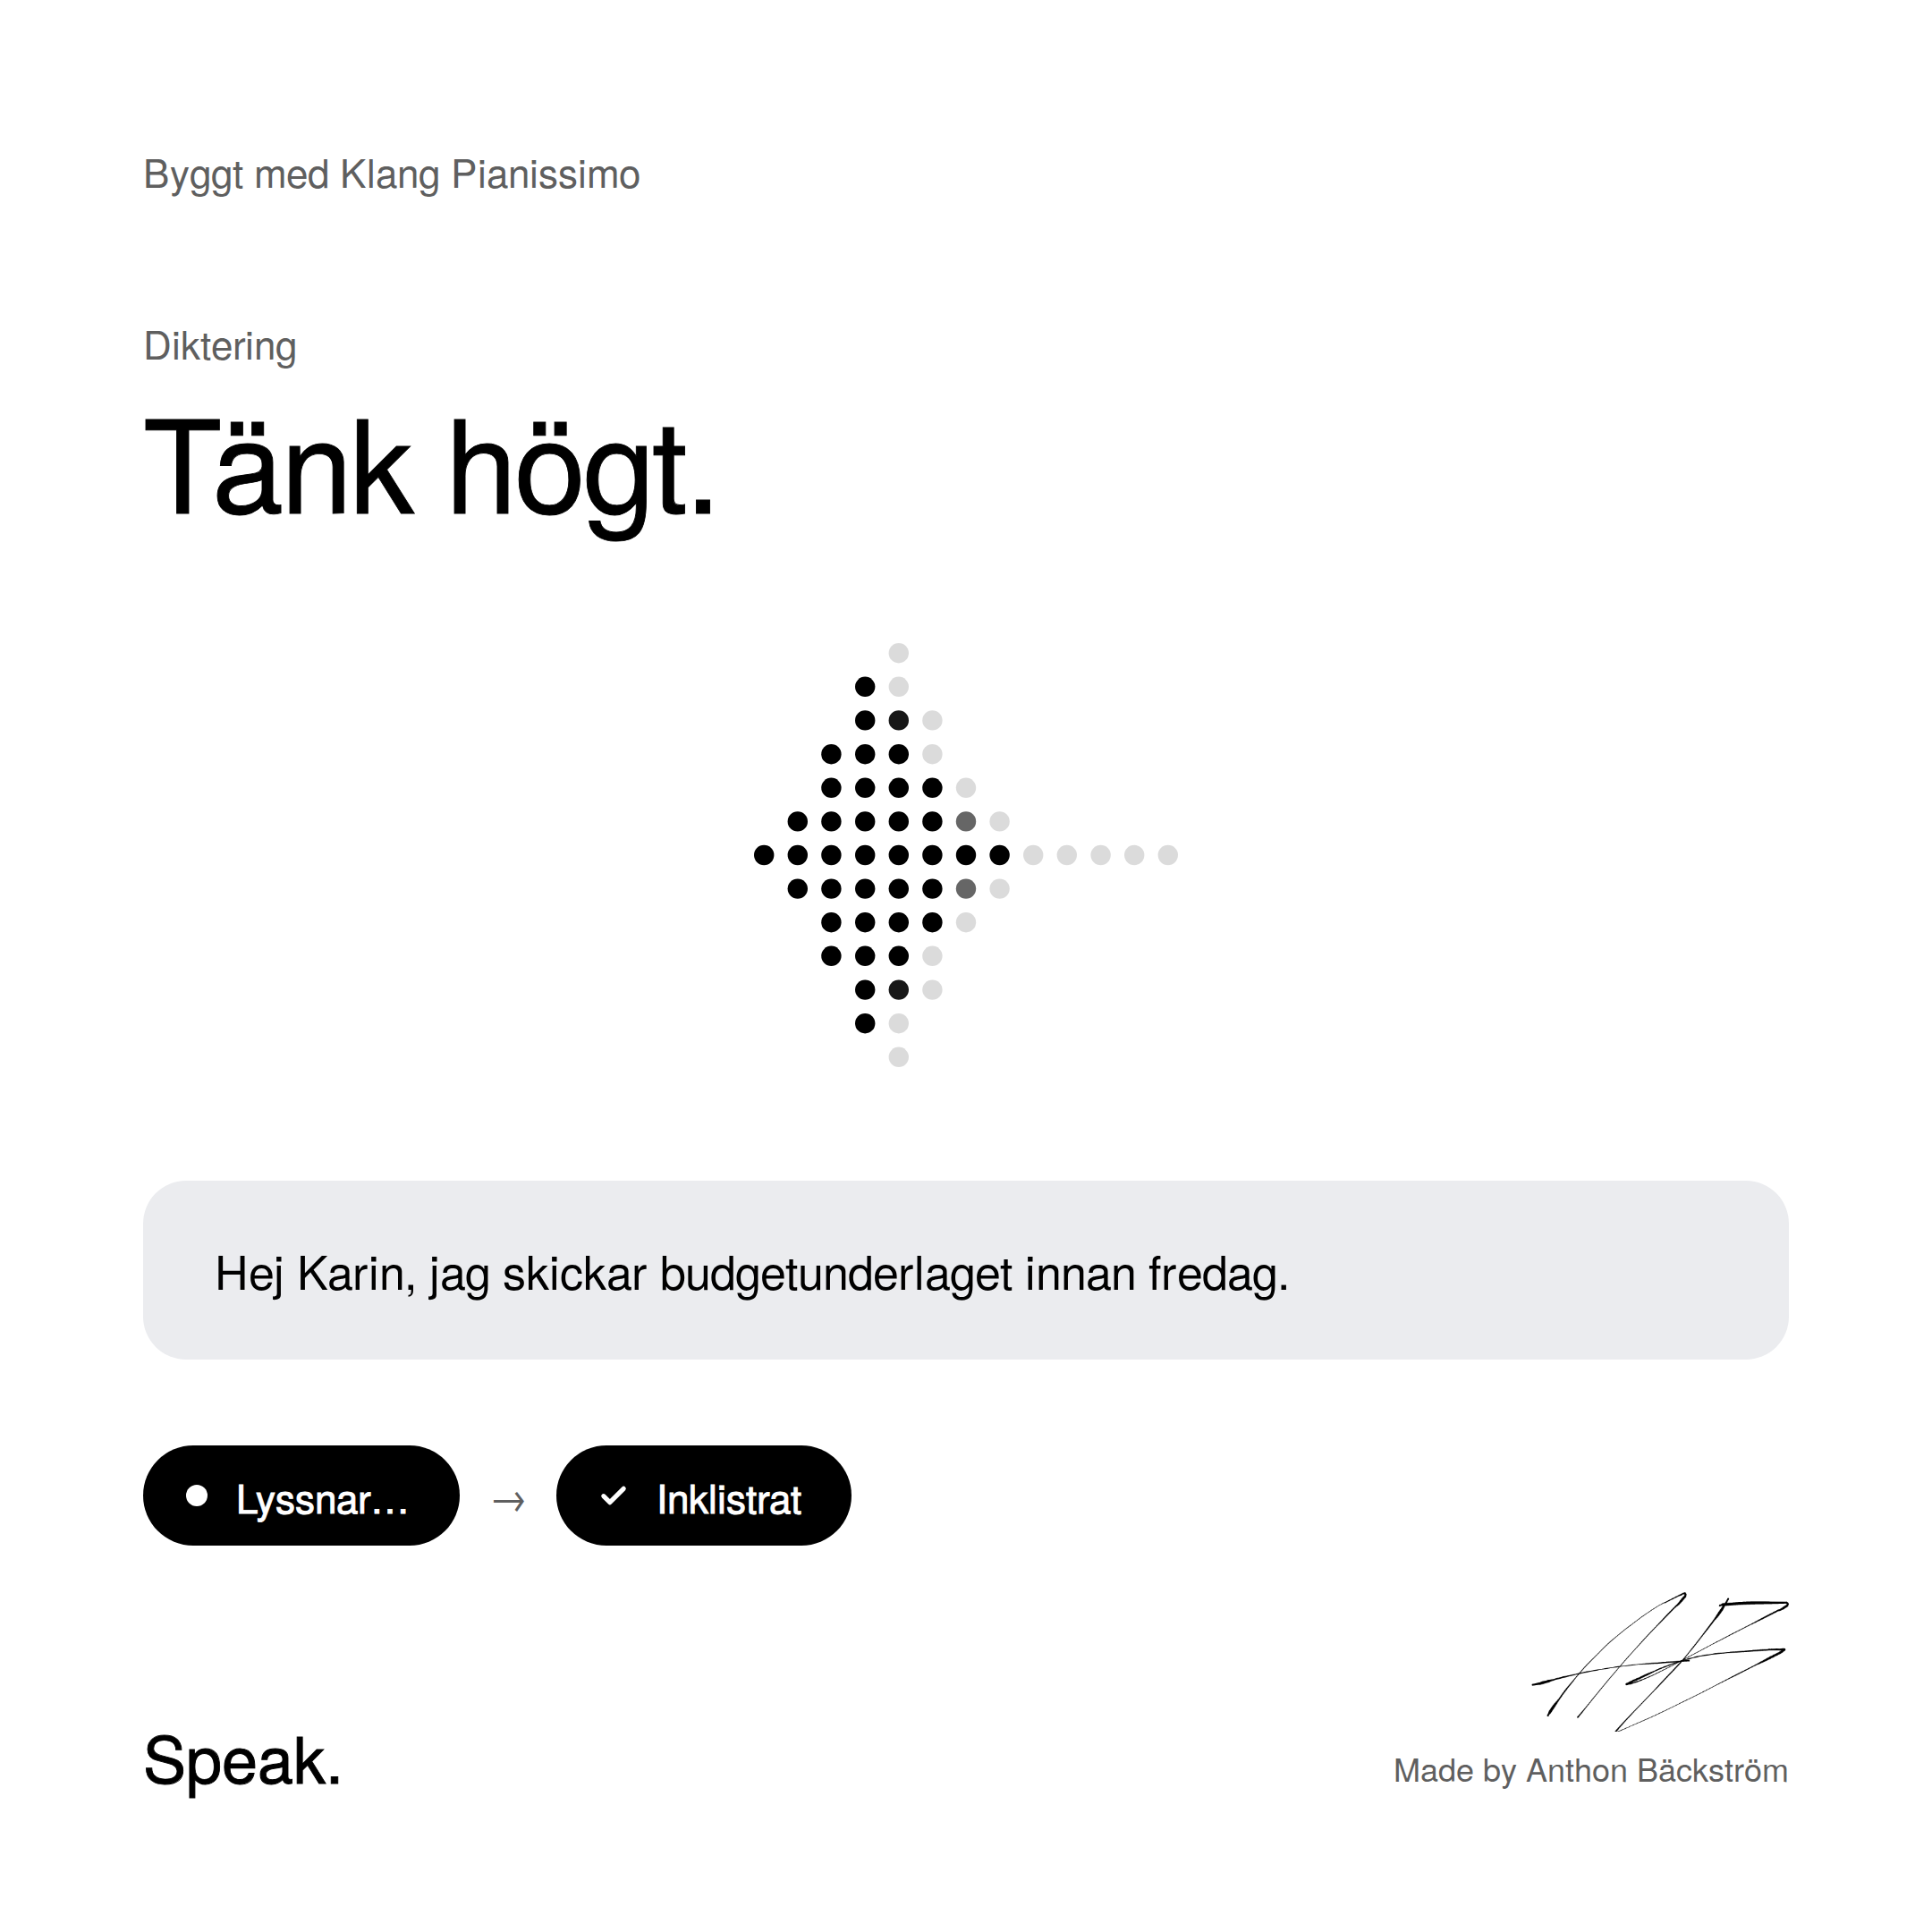 Byggt med Klang Pianissimo
Diktering
Tänk högt.
Hej Karin, jag skickar budgetunderlaget innan fredag.
Lyssnar… → Inklistrat
Speak.
Made by Anthon Bäckström